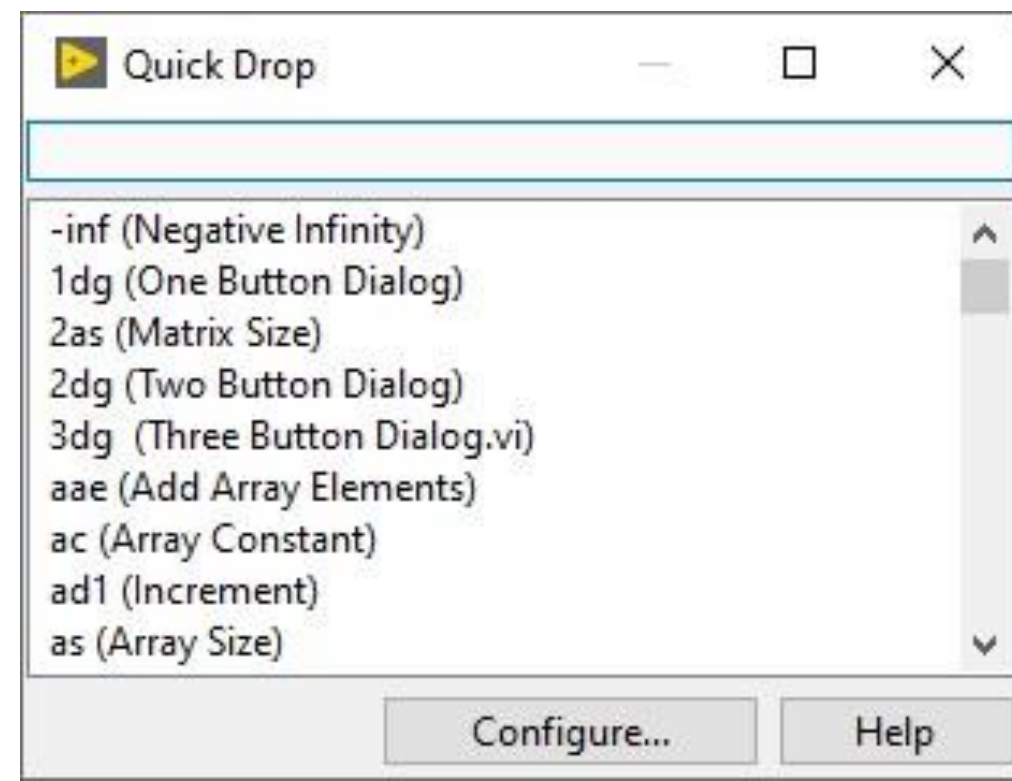 Quick Drop
-inf (Negative Infinity)
1dg (One Button Dialog)
2as (Matrix Size)
2dg (Two Button Dialog)
3dg  (Three Button Dialog.vi)
aae (Add Array Elements)
ac (Array Constant)
ad1 (Increment)
as (Array Size)
Configure... Help